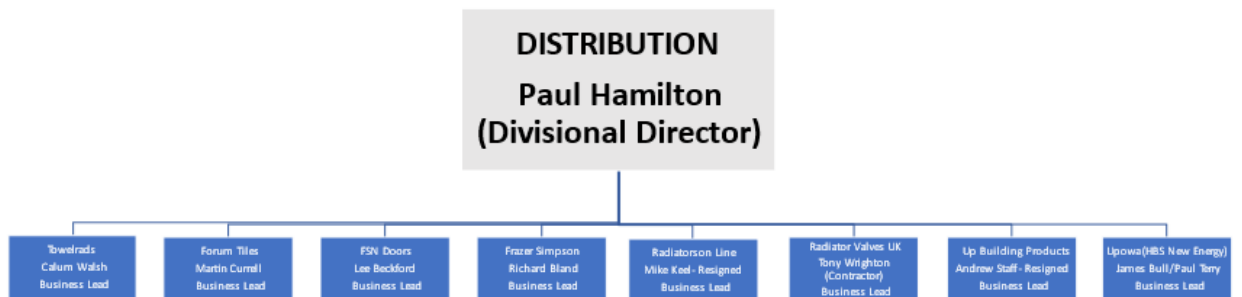 DISTRIBUTION
Paul Hamilton
(Divisional Director)
Towelrads
Calum Walsh
Business Lead
Forum Tiles
Martin Currell
Business Lead
FSN Doors
Lee Beckford
Business Lead
Frazer Simpson
Richard Bland
Business Lead
Radiatorson Line
Mike Keel- Resigned
Business Lead
Radiator Valves UK
Tony Wrighton
(Contractor)
Business Lead
Up Building Products
Andrew Staff- Resigned
Business Lead
Upowa(HBS New Energy)
James Bull/Paul Terry
Business Lead